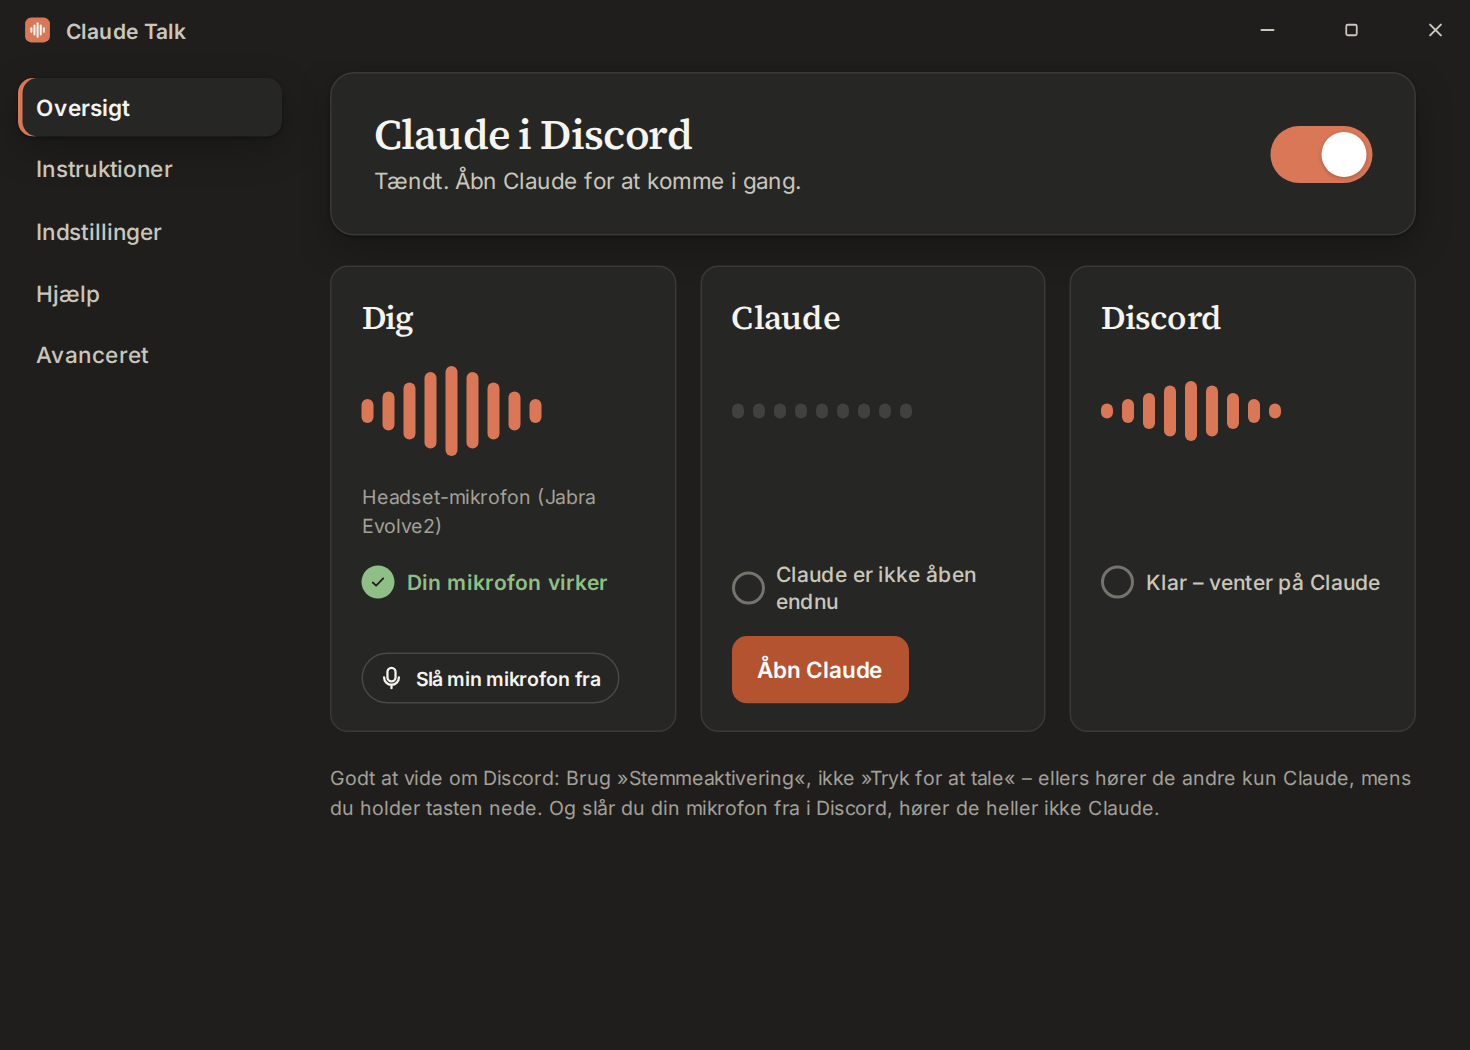 Claude Talk
Oversigt
Instruktioner
Indstillinger
Hjælp
Avanceret
Claude i Discord
Tændt. Åbn Claude for at komme i gang.
Dig
Headset-mikrofon (Jabra
Evolve2)
Din mikrofon virker
Slå min mikrofon fra
Claude
Claude er ikke åben
endnu
Åbn Claude
Discord
Klar – venter på Claude
Godt at vide om Discord: Brug »Stemmeaktivering«, ikke »Tryk for at tale« – ellers hører de andre kun Claude, mens
du holder tasten nede. Og slår du din mikrofon fra i Discord, hører de heller ikke Claude.